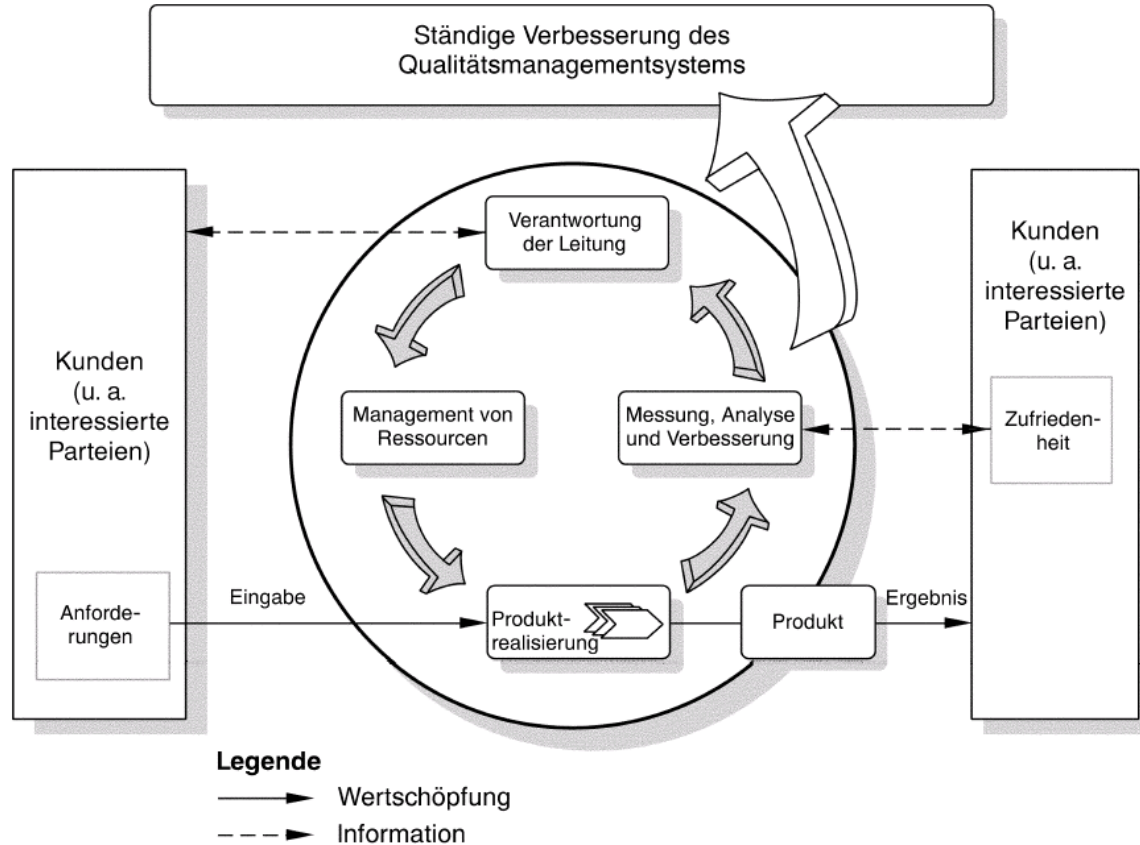 Ständige Verbesserung des
Qualitätsmanagementsystems
Kunden
(u. a.
interessierte
Parteien)
Anforde-
rungen
Eingabe
Verantwortung
der Leitung
Management von
Ressourcen
Messung, Analyse
und Verbesserung
Produkt-
realisierung
Produkt
Ergebnis
Kunden
(u. a.
interessierte
Parteien)
Zufrieden-
heit
Legende
Wertschöpfung
Information